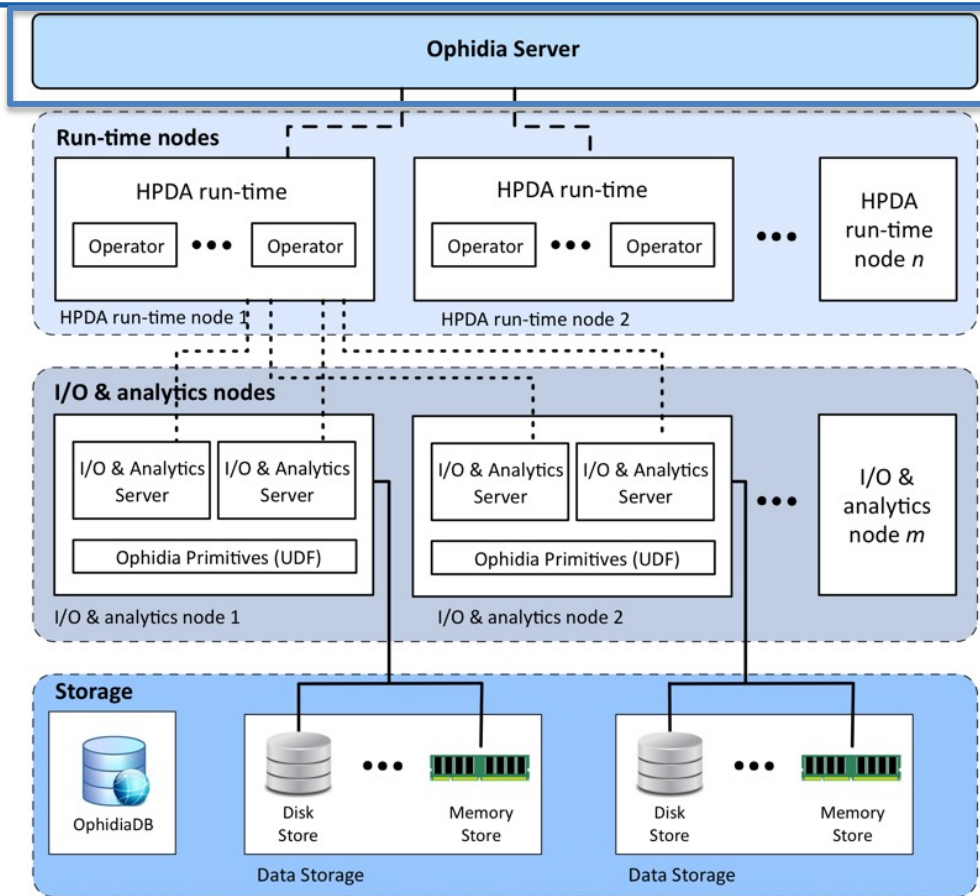 Ophidia Server
Run-time nodes
HPDA run-time
Operator
Operator
HPDA run-time node 1
HPDA run-time
Operator
Operator
HPDA run-time node 2
HPDA
run-time
node n
I/O & analytics nodes
I/O & Analytics
Server
I/O & Analytics
Server
Ophidia Primitives (UDF)
I/O & analytics node 1
I/O & Analytics
Server
I/O & Analytics
Server
Ophidia Primitives (UDF)
I/O & analytics node 2
I/O &
analytics
node m
Storage
OphidiaDB
Disk
Store
Memory
Store
Data Storage
Disk
Store
Memory
Store
Data Storage